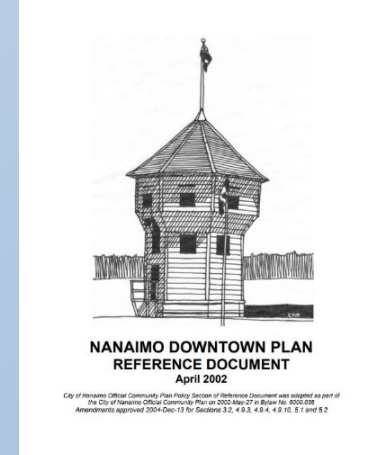 NANAIMO DOWNTOWN PLAN
REFERENCE DOCUMENT
April 2002
City of Nanaimo Official Community Plan Policy Section of Reference Document was adopted as part of
the City of Nanaimo Official Community Plan on 2002-May-27 in Bylaw No. 6000.038
Amendments approved 2004-Dec-13 for Sections 3.2, 4.9.3, 4.9.4, 4.9.10, 5.1 and 5.2